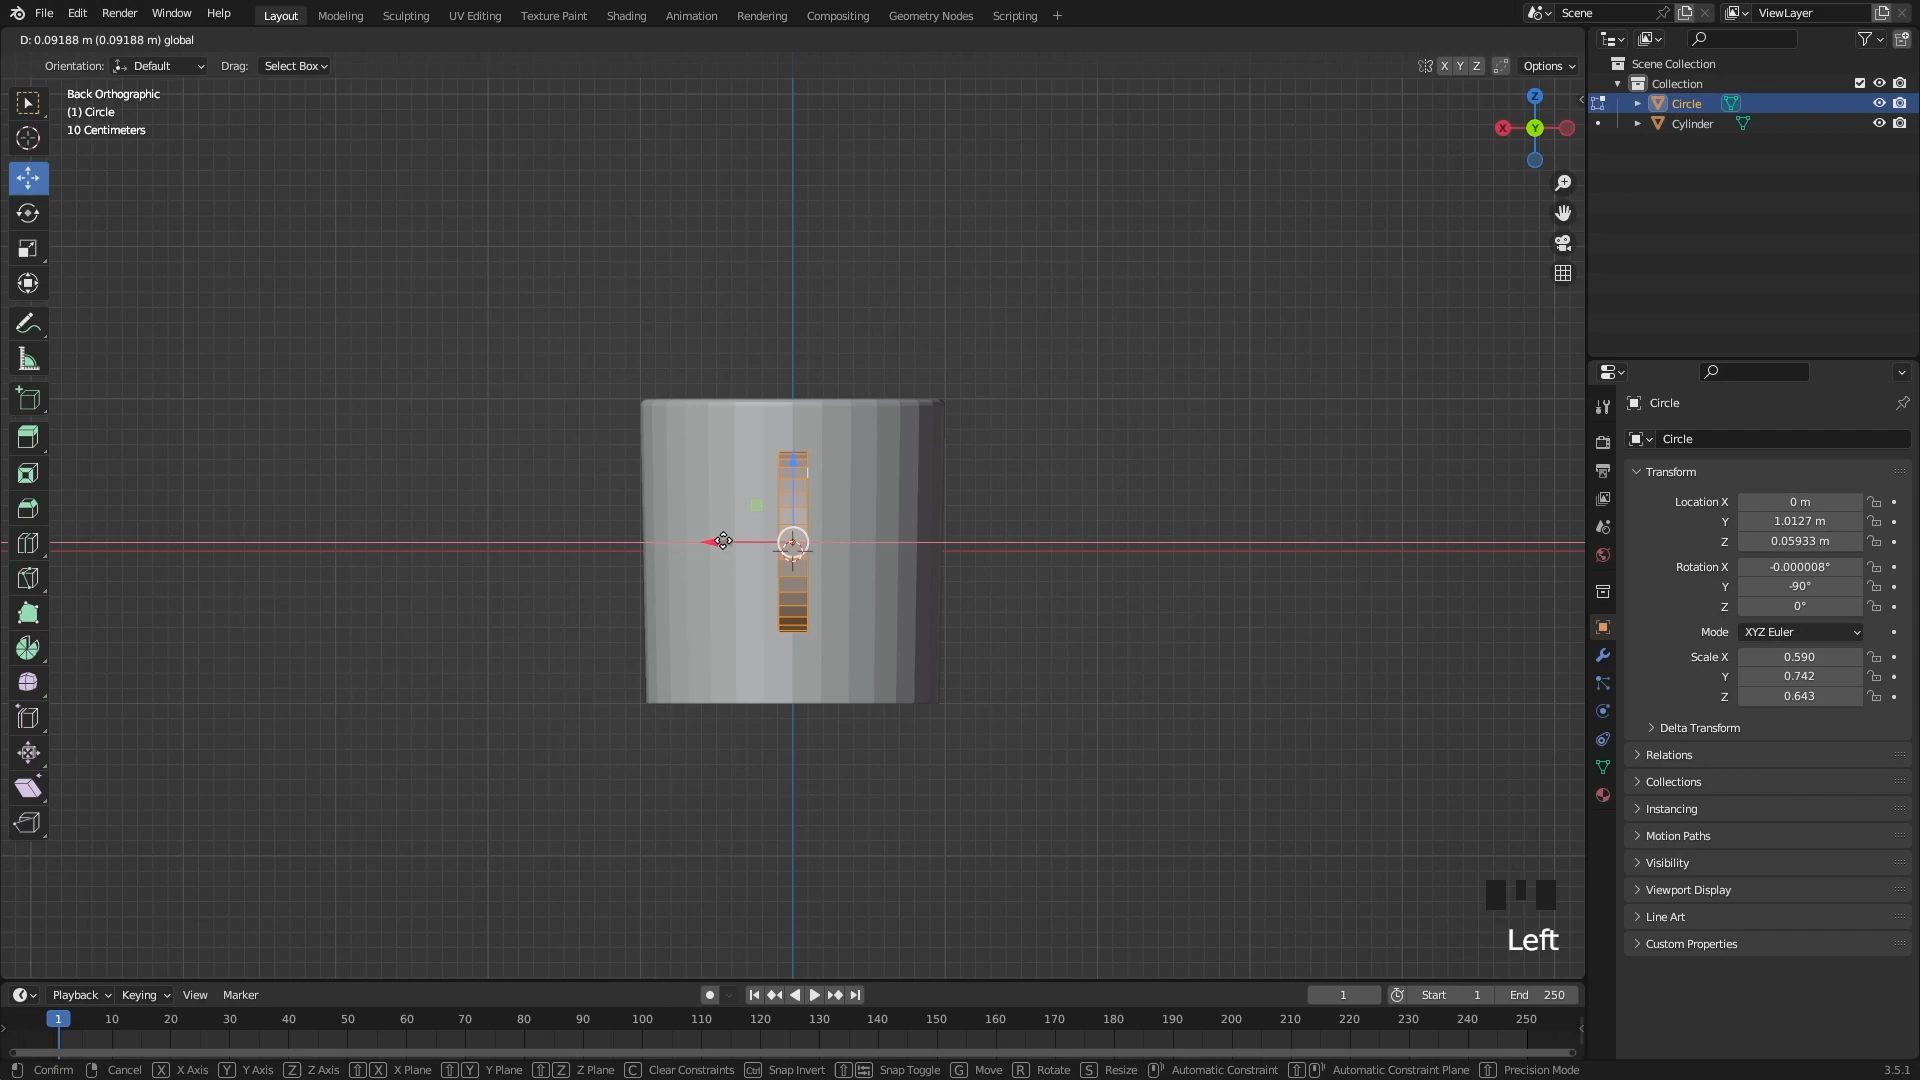 File Edit Render Window Help Layout Modeling Sculpting UV Editing Texture Paint Shading Animation Rendering Compositing Geometry Nodes Scripting + Scene ViewLayer
D: 0.09188 m (0.09188 m) global
Orientation: Default Drag: Select Box X Y Z Options
Back Orthographic
(1) Circle
10 Centimeters
Z
X Y
Scene Collection
Collection
Circle
Cylinder
Circle
Circle
Transform
Location X 0 m
Y 1.0127 m
Z 0.05933 m
Rotation X -0.000008°
Y -90°
Z 0°
Mode XYZ Euler
Scale X 0.590
Y 0.742
Z 0.643
Delta Transform
Relations
Collections
Instancing
Motion Paths
Visibility
Viewport Display
Line Art
Custom Properties
Left
Playback Keying View Marker 1 Start 1 End 250
1 10 20 30 40 50 60 70 80 90 100 110 120 130 140 150 160 170 180 190 200 210 220 230 240 250
Confirm Cancel X X Axis Y Y Axis Z Z Axis X X Plane Y Y Plane Z Z Plane C Clear Constraints Ctrl Snap Invert Snap Toggle G Move R Rotate S Resize Automatic Constraint Automatic Constraint Plane Precision Mode 3.5.1